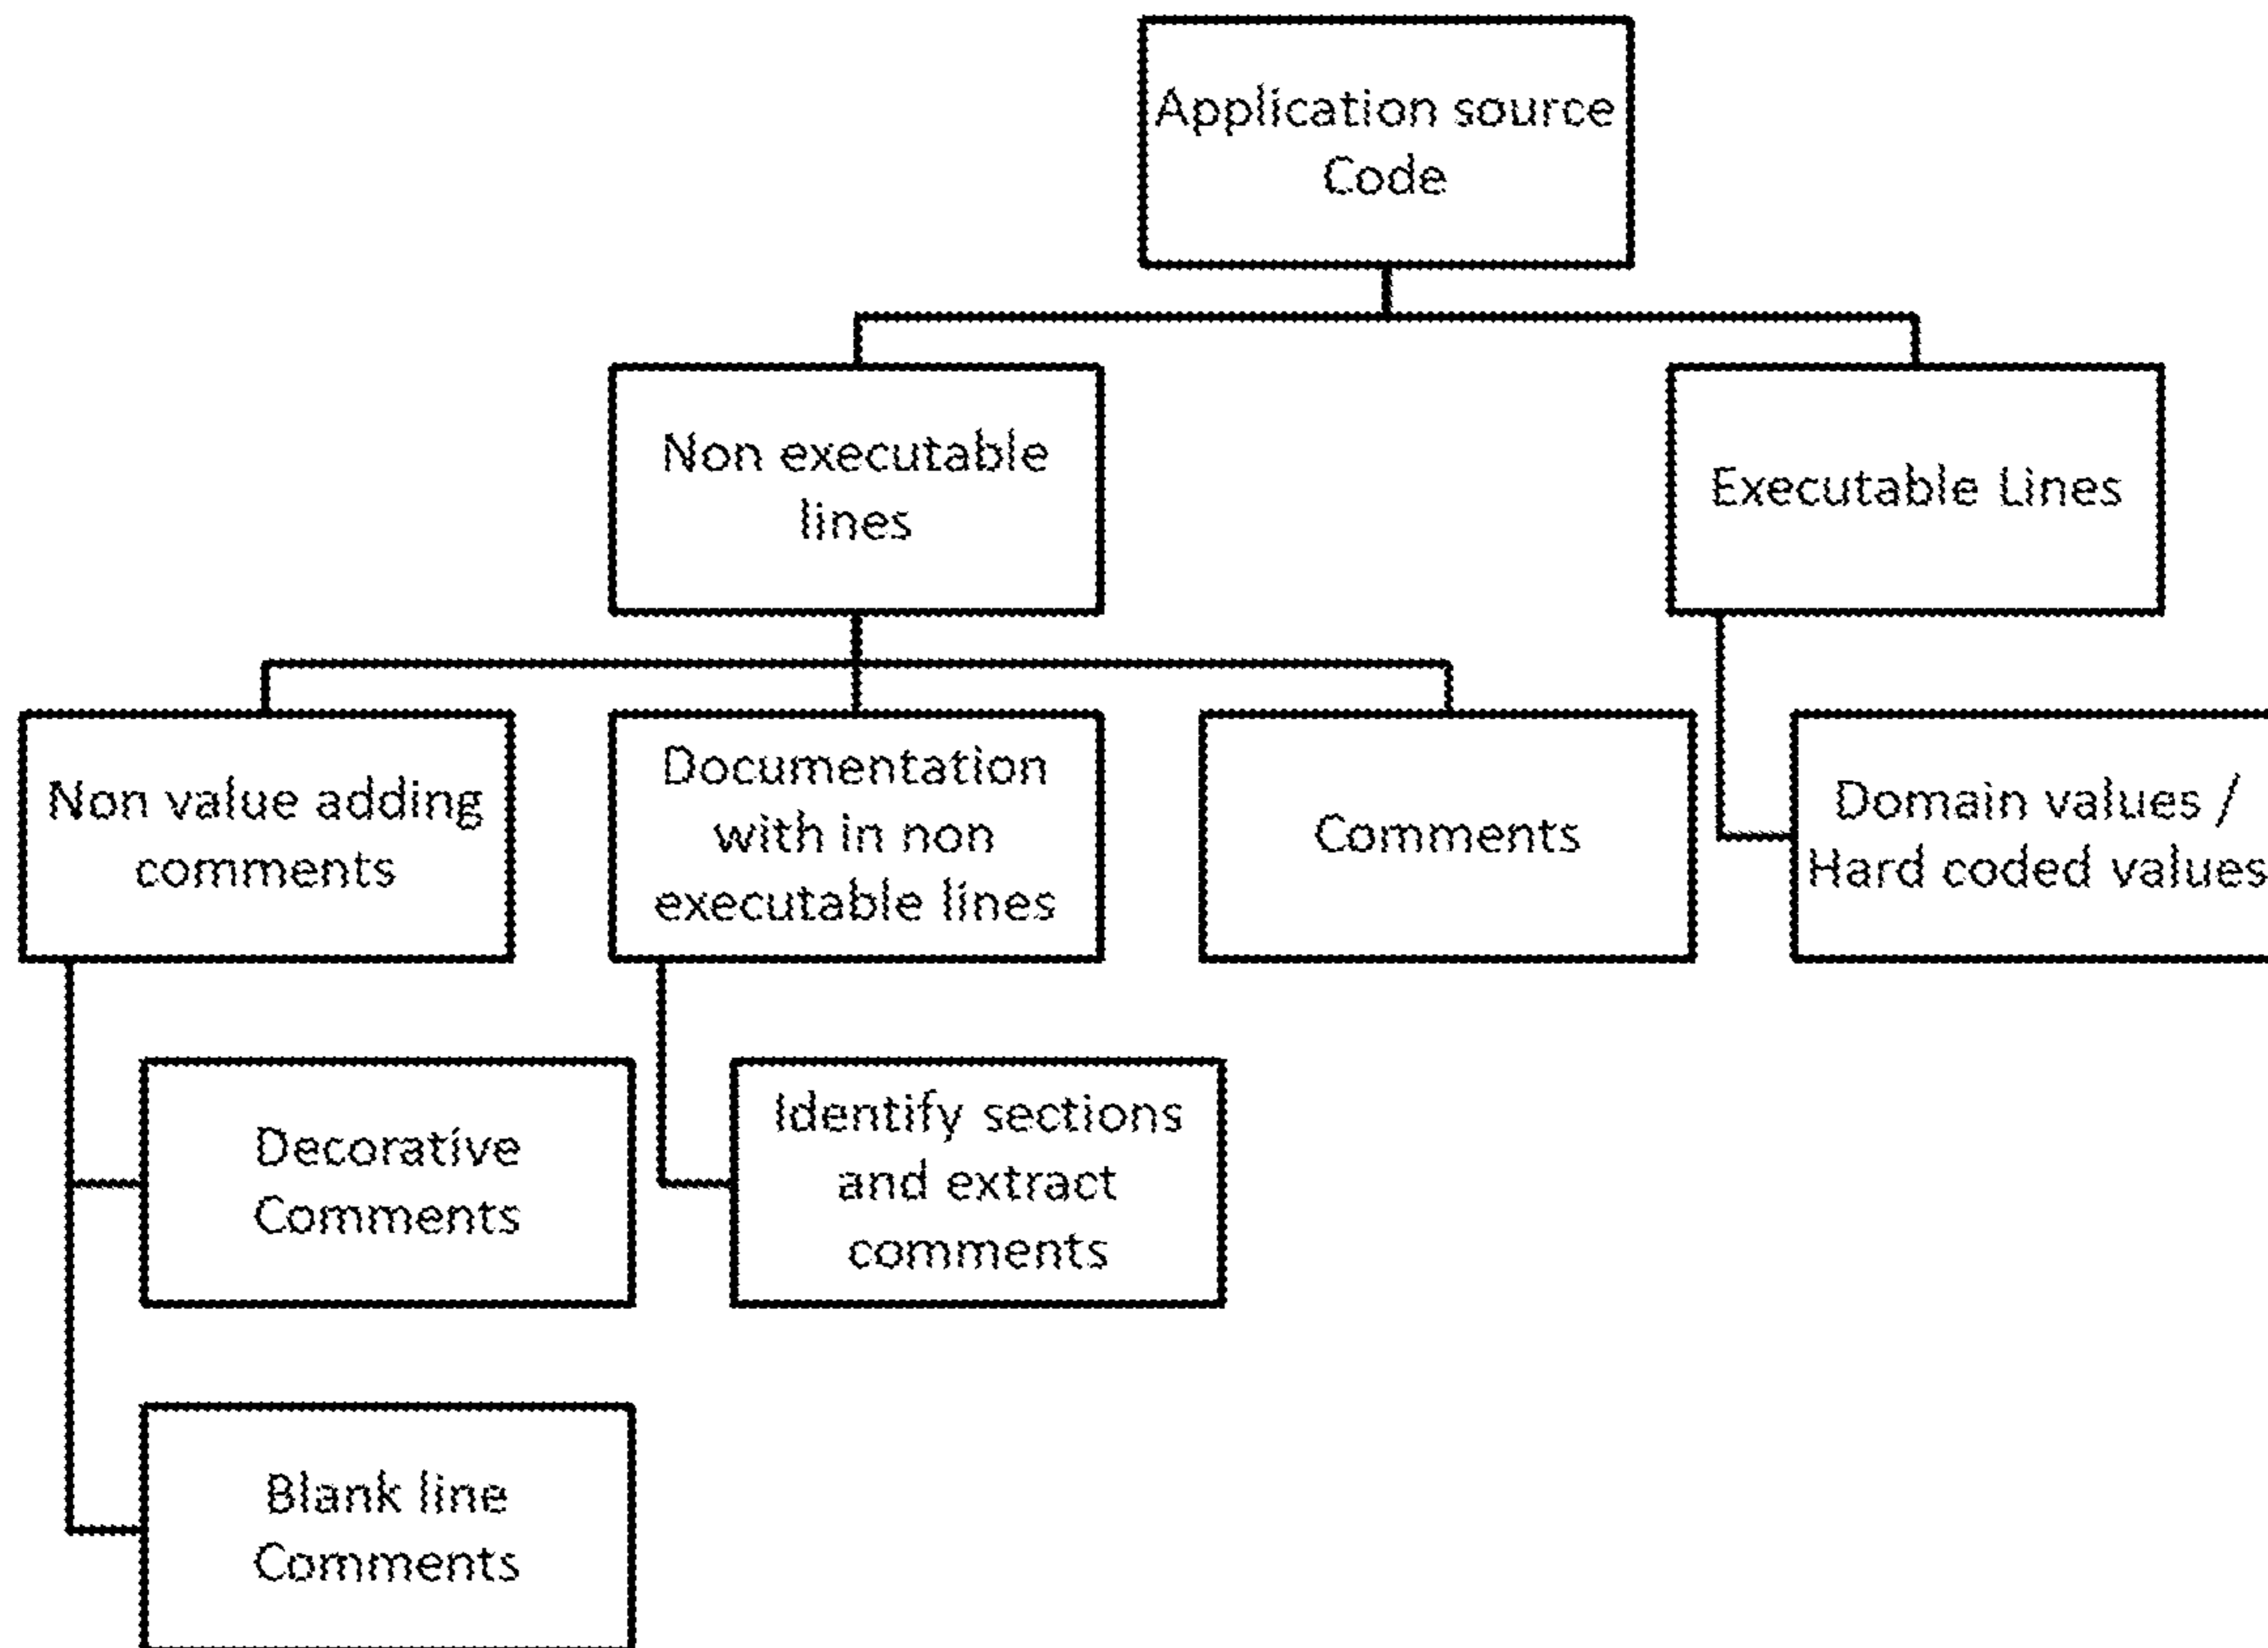 Application source
Code
Non executable
lines
Executable Lines
Non value adding
comments
Documentation
with in non
executable lines
Comments
Domain values /
Hard coded values
Decorative
Comments
Identify sections
and extract
comments
Blank line
Comments